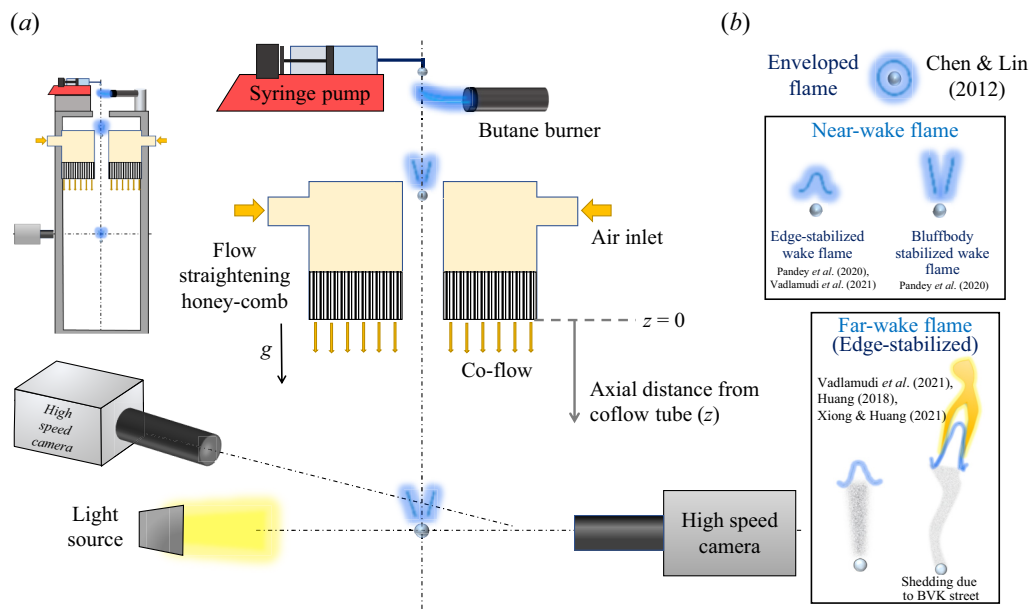 (a)
Syringe pump
Butane burner
Air inlet
Flow
straightening
honey-comb
g
z = 0
Co-flow
Axial distance from
coflow tube (z)
High
speed
camera
Light
source
High speed
camera
(b)
Enveloped
flame
Chen & Lin
(2012)
Near-wake flame
Edge-stabilized
wake flame
Pandey et al. (2020),
Vadlamudi et al. (2021)
Bluffbody
stabilized wake
flame
Pandey et al. (2020)
Far-wake flame
(Edge-stabilized)
Vadlamudi et al. (2021),
Huang (2018),
Xiong & Huang (2021)
Shedding due
to BVK street